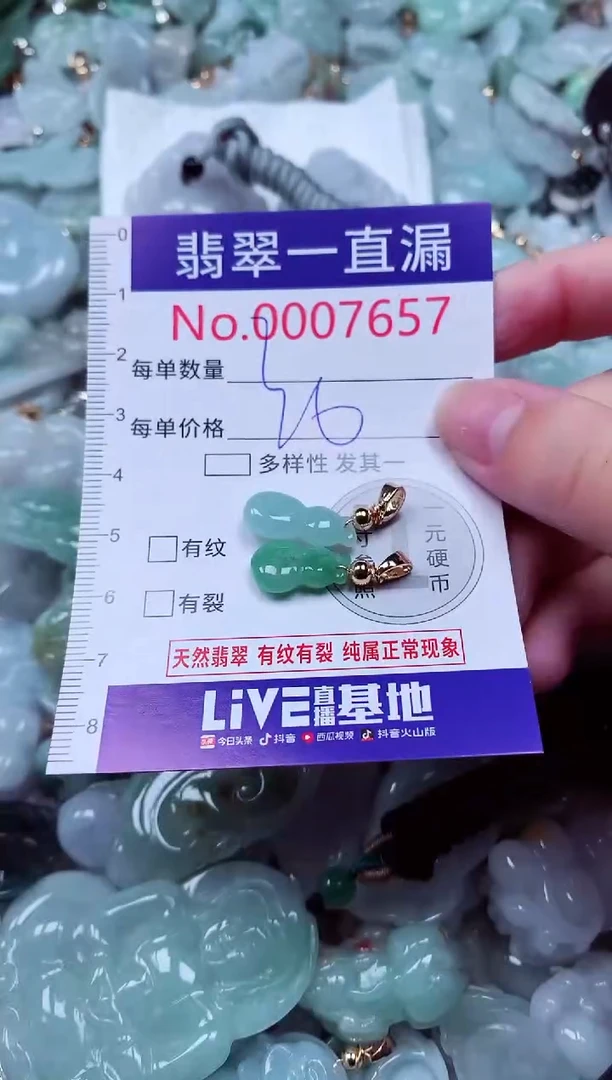 翡翠一直漏
No.0007657
每单数量
每单价格
多样性 发其一
有纹
有裂
一元硬币
天然翡翠 有纹有裂 纯属正常现象
LiVE直播基地
今日头条 抖音 西瓜视频 抖音火山版
0
1
2
3
4
5
6
7
8